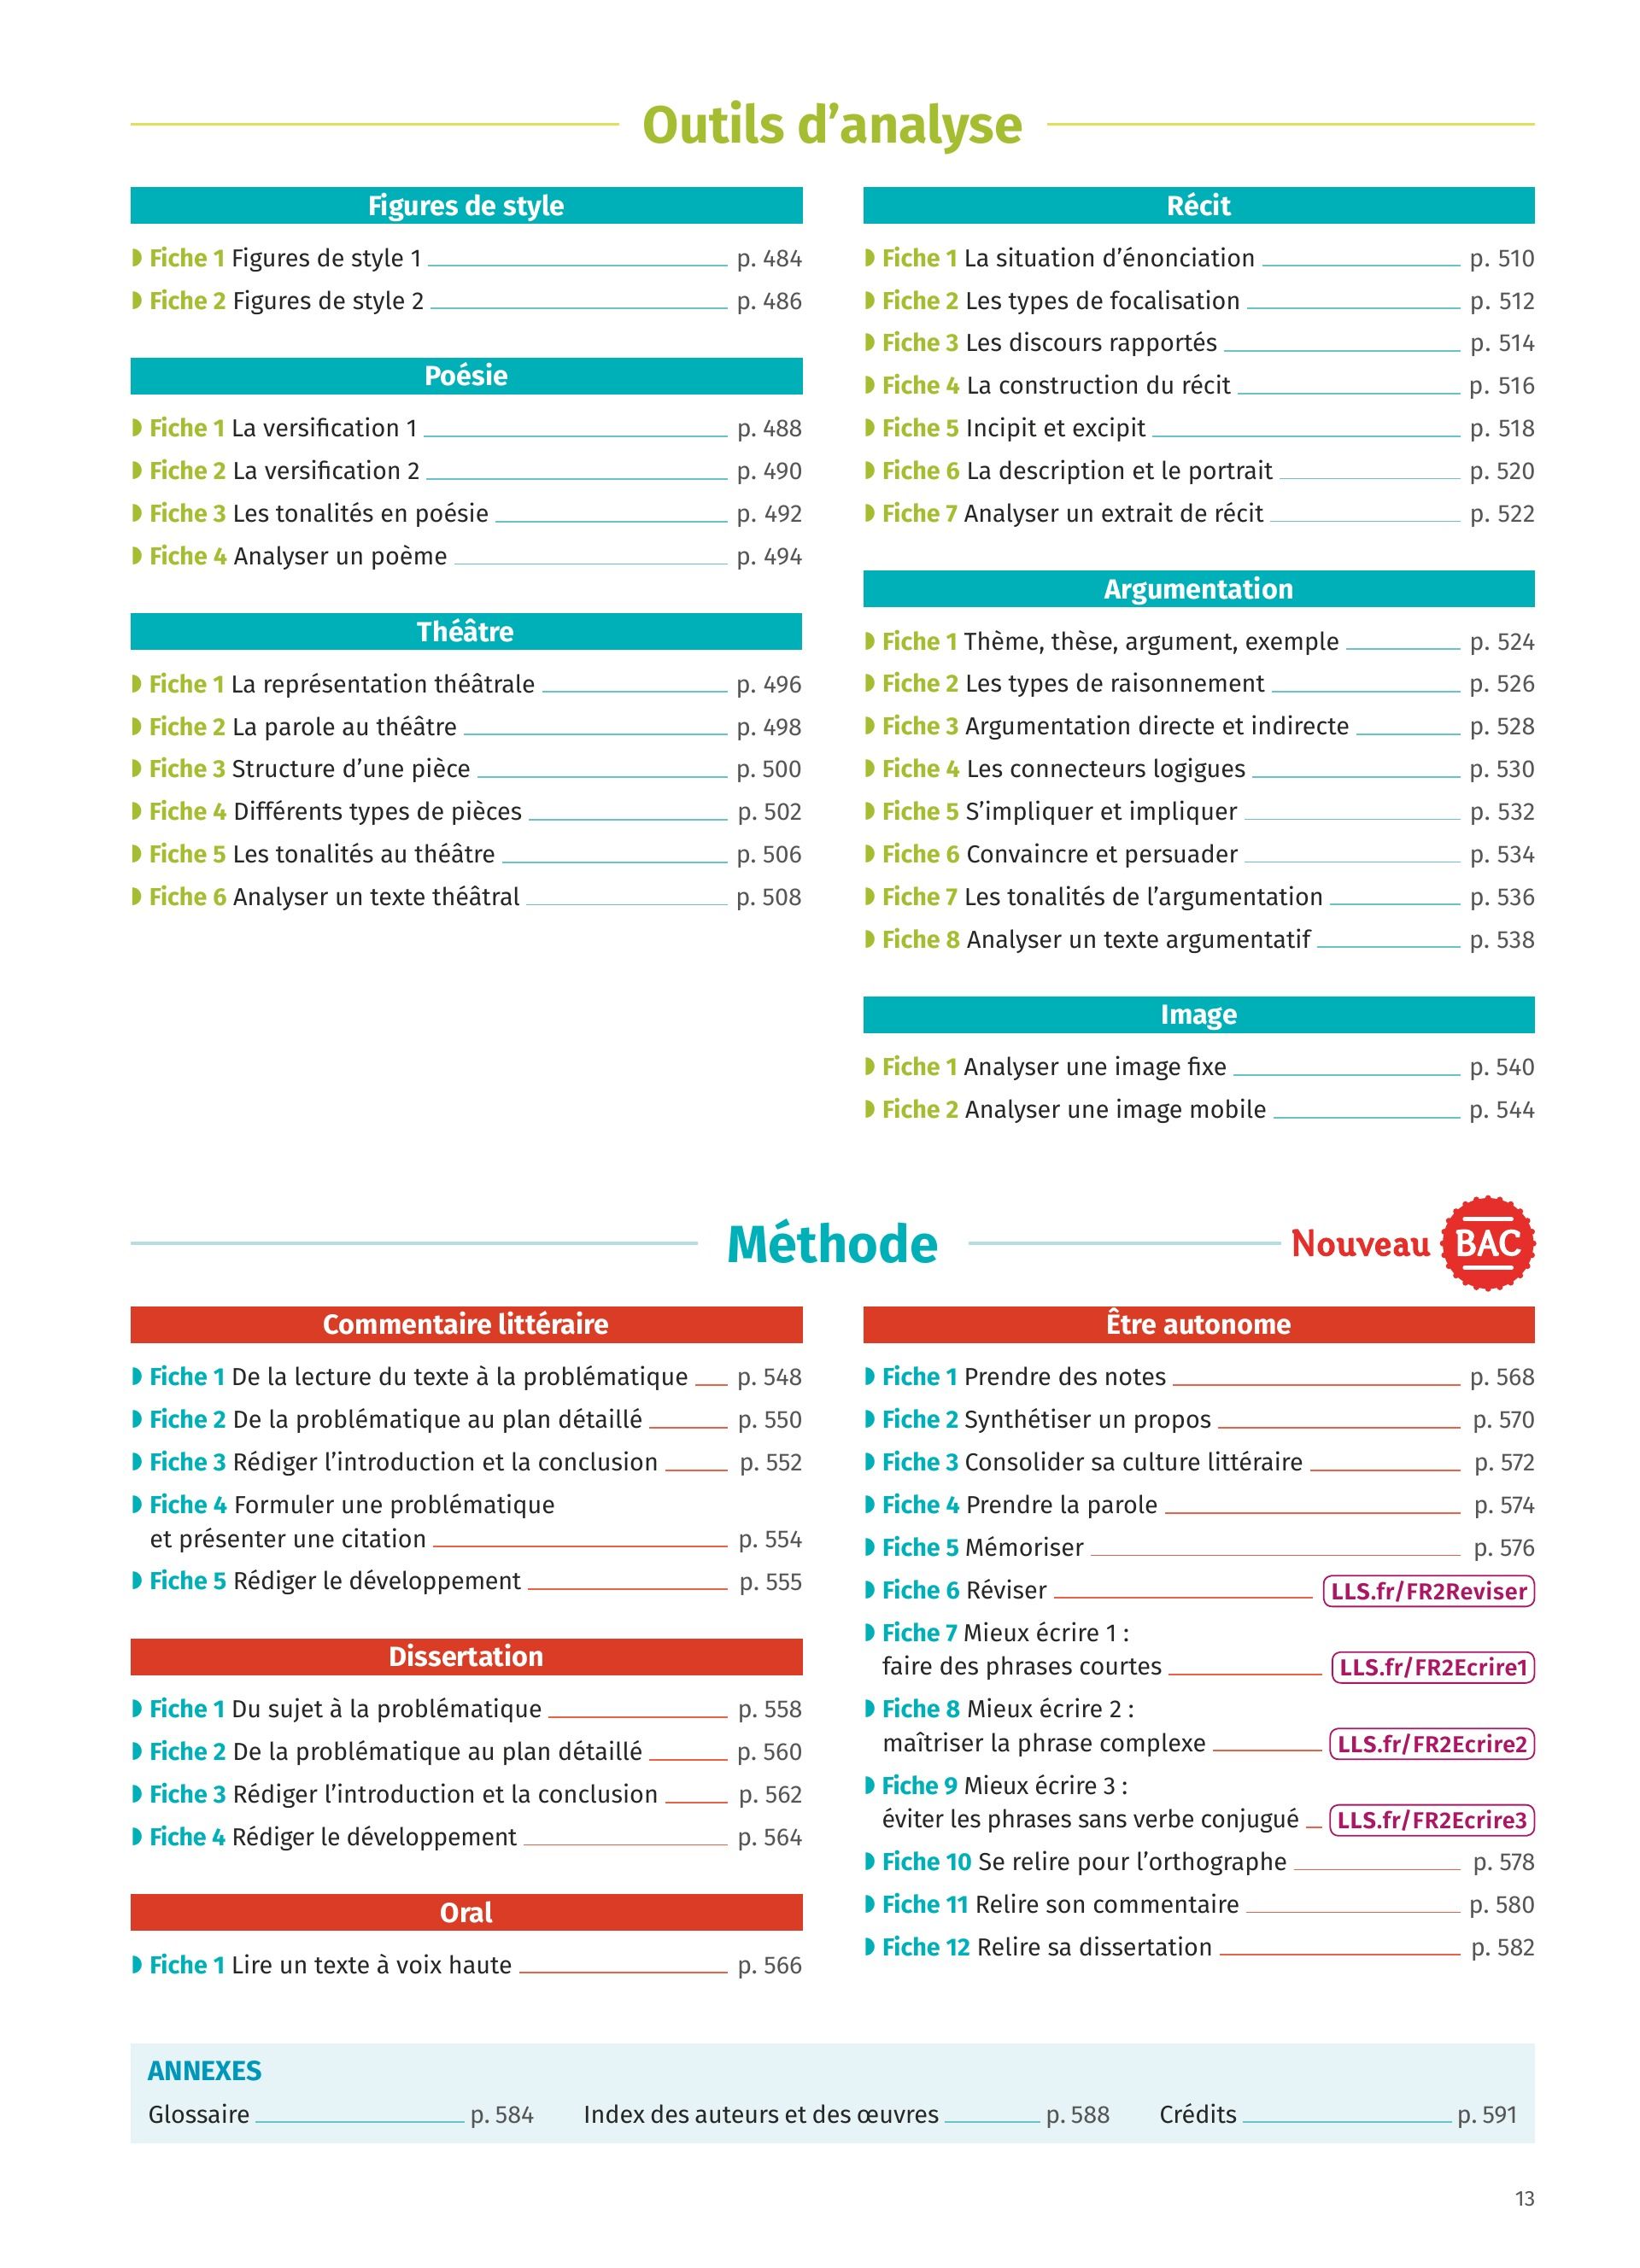 Outils d’analyse
Figures de style
Fiche 1 Figures de style 1 p. 484
Fiche 2 Figures de style 2 p. 486
Poésie
Fiche 1 La versification 1 p. 488
Fiche 2 La versification 2 p. 490
Fiche 3 Les tonalités en poésie p. 492
Fiche 4 Analyser un poème p. 494
Théâtre
Fiche 1 La représentation théâtrale p. 496
Fiche 2 La parole au théâtre p. 498
Fiche 3 Structure d’une pièce p. 500
Fiche 4 Différents types de pièces p. 502
Fiche 5 Les tonalités au théâtre p. 506
Fiche 6 Analyser un texte théâtral p. 508
Récit
Fiche 1 La situation d’énonciation p. 510
Fiche 2 Les types de focalisation p. 512
Fiche 3 Les discours rapportés p. 514
Fiche 4 La construction du récit p. 516
Fiche 5 Incipit et excipit p. 518
Fiche 6 La description et le portrait p. 520
Fiche 7 Analyser un extrait de récit p. 522
Argumentation
Fiche 1 Thème, thèse, argument, exemple p. 524
Fiche 2 Les types de raisonnement p. 526
Fiche 3 Argumentation directe et indirecte p. 528
Fiche 4 Les connecteurs logigues p. 530
Fiche 5 S’impliquer et impliquer p. 532
Fiche 6 Convaincre et persuader p. 534
Fiche 7 Les tonalités de l’argumentation p. 536
Fiche 8 Analyser un texte argumentatif p. 538
Image
Fiche 1 Analyser une image fixe p. 540
Fiche 2 Analyser une image mobile p. 544
Méthode
Nouveau BAC
Commentaire littéraire
Fiche 1 De la lecture du texte à la problématique p. 548
Fiche 2 De la problématique au plan détaillé p. 550
Fiche 3 Rédiger l’introduction et la conclusion p. 552
Fiche 4 Formuler une problématique
et présenter une citation p. 554
Fiche 5 Rédiger le développement p. 555
Dissertation
Fiche 1 Du sujet à la problématique p. 558
Fiche 2 De la problématique au plan détaillé p. 560
Fiche 3 Rédiger l’introduction et la conclusion p. 562
Fiche 4 Rédiger le développement p. 564
Oral
Fiche 1 Lire un texte à voix haute p. 566
Être autonome
Fiche 1 Prendre des notes p. 568
Fiche 2 Synthétiser un propos p. 570
Fiche 3 Consolider sa culture littéraire p. 572
Fiche 4 Prendre la parole p. 574
Fiche 5 Mémoriser p. 576
Fiche 6 Réviser LLS.fr/FR2Reviser
Fiche 7 Mieux écrire 1 :
faire des phrases courtes LLS.fr/FR2Ecrire1
Fiche 8 Mieux écrire 2 :
maîtriser la phrase complexe LLS.fr/FR2Ecrire2
Fiche 9 Mieux écrire 3 :
éviter les phrases sans verbe conjugué LLS.fr/FR2Ecrire3
Fiche 10 Se relire pour l’orthographe p. 578
Fiche 11 Relire son commentaire p. 580
Fiche 12 Relire sa dissertation p. 582
ANNEXES
Glossaire p. 584 Index des auteurs et des œuvres p. 588 Crédits p. 591
13